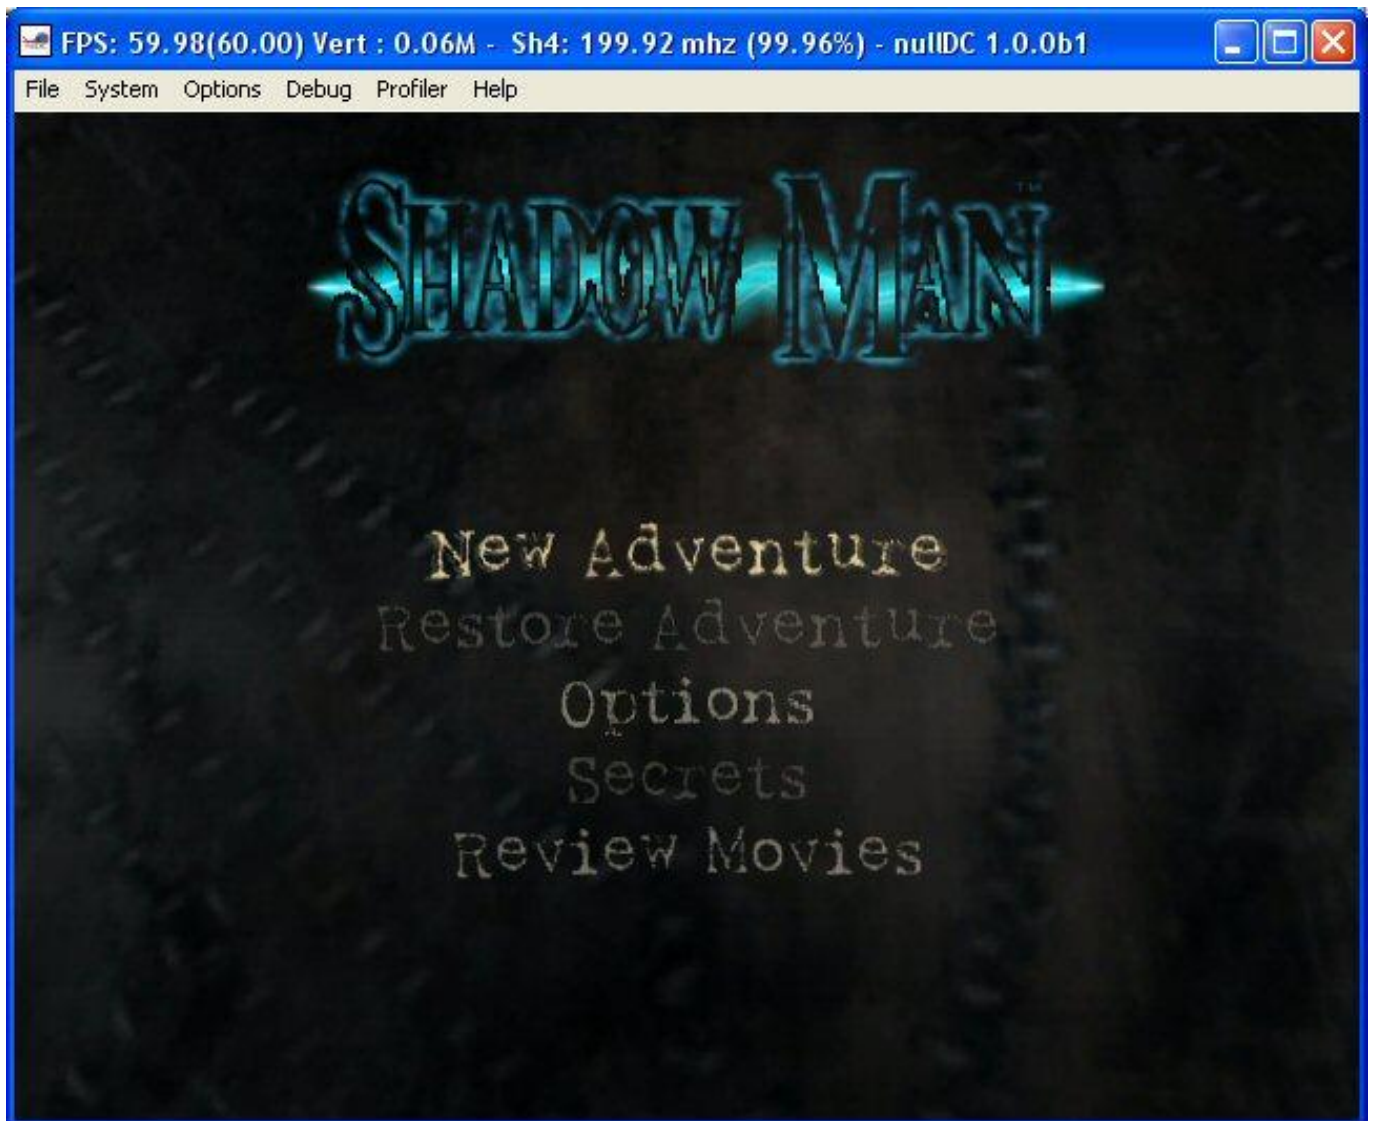 FPS: 59.98(60.00) Vert : 0.06M - Sh4: 199.92 mhz (99.96%) - nullDC 1.0.0b1
File System Options Debug Profiler Help
SHADOW MAN TM
New Adventure
Restore Adventure
Options
Secrets
Review Movies